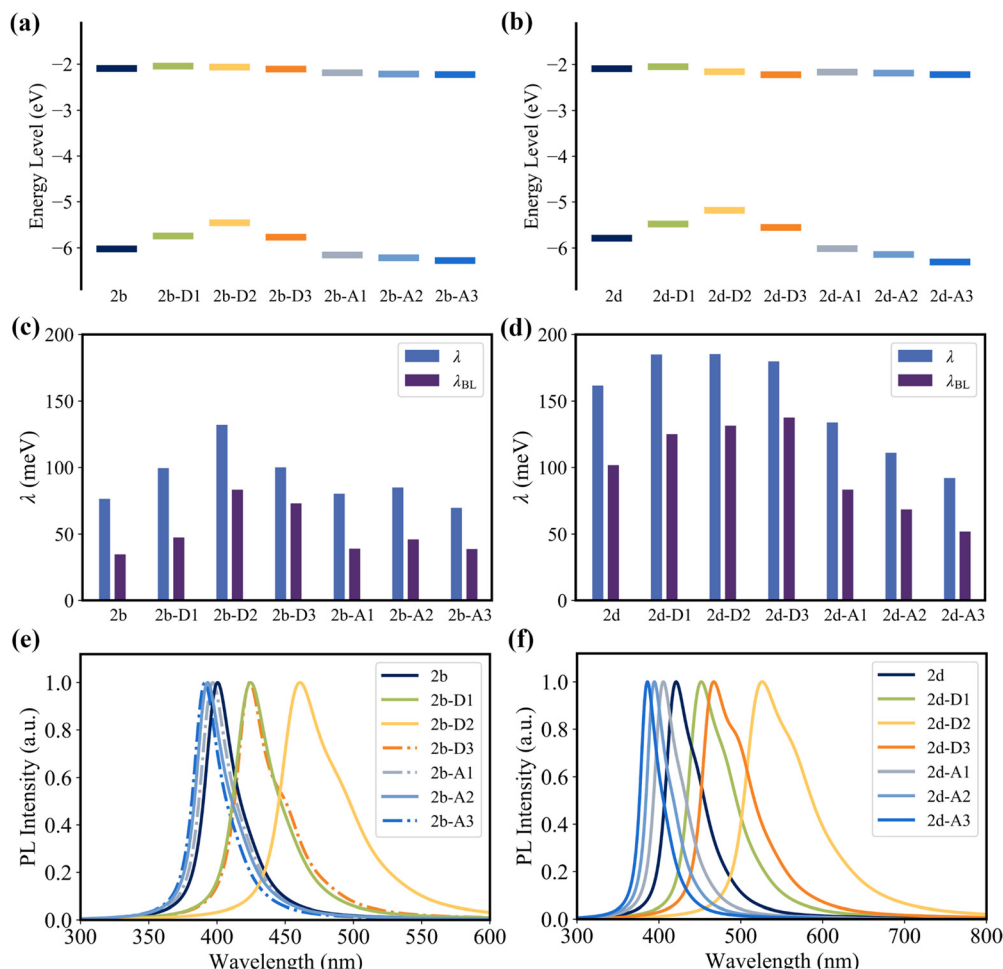 (a)
Energy Level (eV)
−2
−3
−4
−5
−6
2b 2b-D1 2b-D2 2b-D3 2b-A1 2b-A2 2b-A3
(b)
Energy Level (eV)
−2
−3
−4
−5
−6
2d 2d-D1 2d-D2 2d-D3 2d-A1 2d-A2 2d-A3
(c)
λ (meV)
200
150
100
50
0
λ
λBL
2b 2b-D1 2b-D2 2b-D3 2b-A1 2b-A2 2b-A3
(d)
λ (meV)
200
150
100
50
0
λ
λBL
2d 2d-D1 2d-D2 2d-D3 2d-A1 2d-A2 2d-A3
(e)
PL Intensity (a.u.)
1.0
0.8
0.6
0.4
0.2
0.0
2b
2b-D1
2b-D2
2b-D3
2b-A1
2b-A2
2b-A3
300 350 400 450 500 550 600
Wavelength (nm)
(f)
PL Intensity (a.u.)
1.0
0.8
0.6
0.4
0.2
0.0
2d
2d-D1
2d-D2
2d-D3
2d-A1
2d-A2
2d-A3
300 400 500 600 700 800
Wavelength (nm)